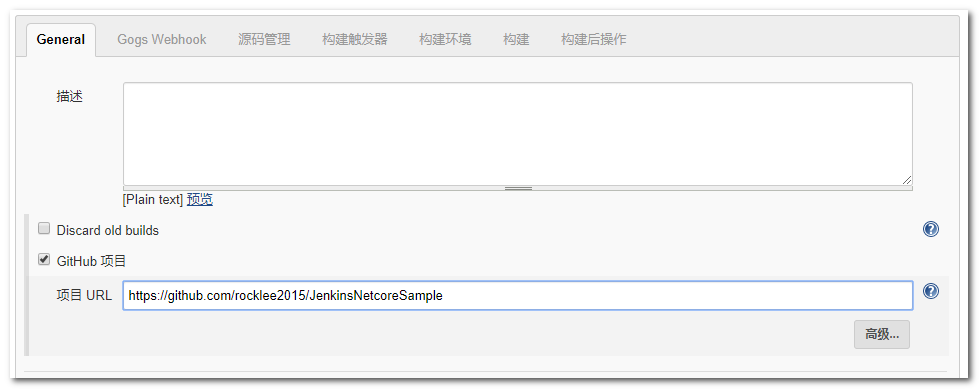 General Gogs Webhook 源码管理 构建触发器 构建环境 构建 构建后操作
描述
[Plain text] 预览
Discard old builds
GitHub 项目
项目 URL https://github.com/rocklee2015/JenkinsNetcoreSample
高级...